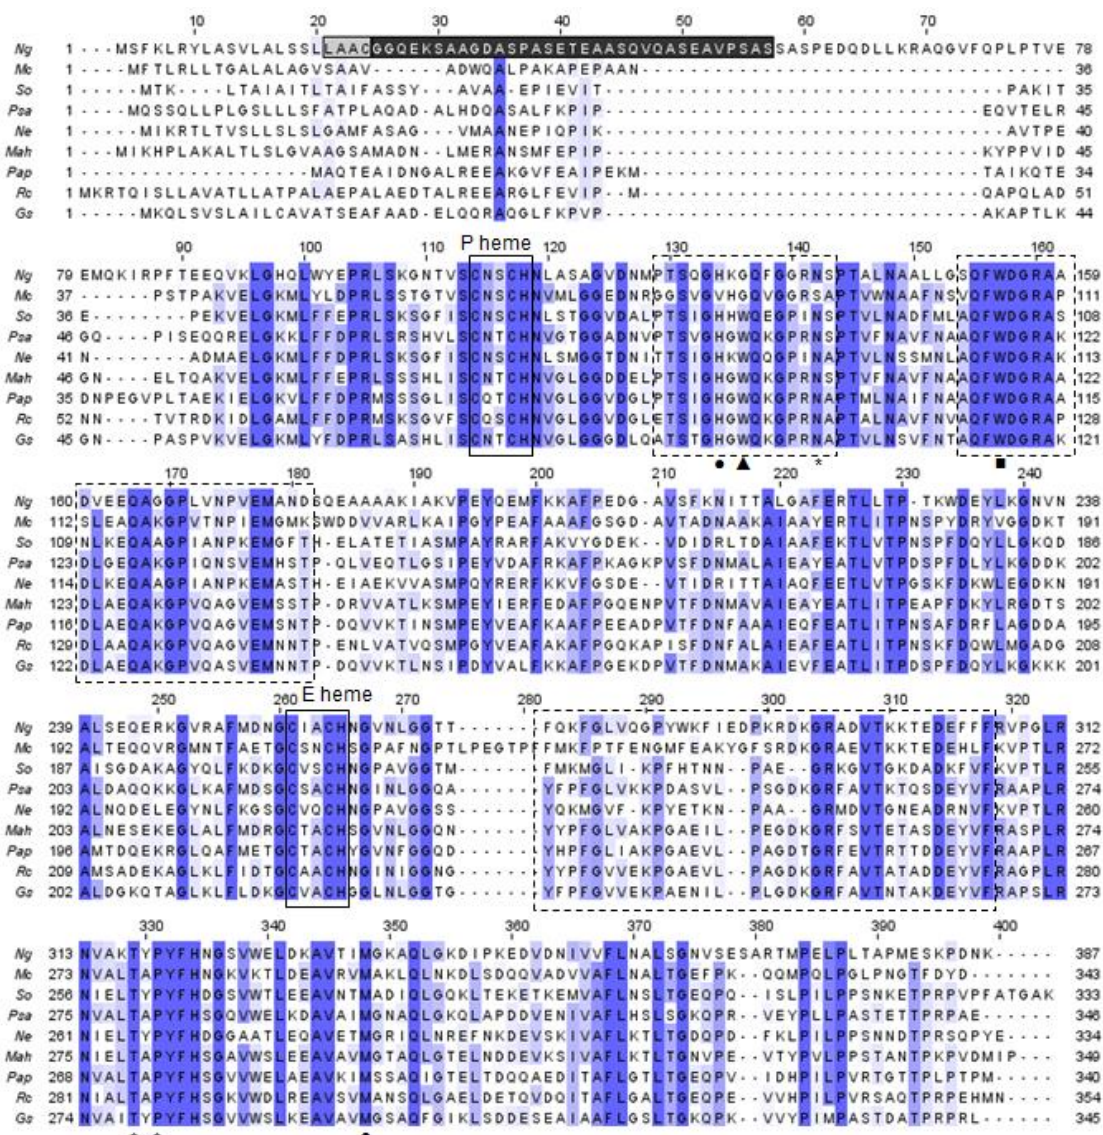 10 20 30 40 50 60 70
Ng 1 ---MSFKLRYLASVLALSSLLAACGGQEKSAAGDASPASETEAASQVQASEAVPSASSASPEDQDLLKRAQGVFQPLPTVE 78
Mc 1 ----MFTLRLLTGALALAGVSAAV------ADWQALPAKAPEPAAN 36
So 1 -----MTK----LTAIAITLTAIFASSY---AVAA-EPIEVIT PAKIT 35
Psa 1 ----MQSSQLLPLGSLLLSFATPLAQAD-ALHDQASALFKPIP EQVTELR 45
Ne 1 -----MIKRTLTVSLLSLSLGAMFASAG---VMAANEPIQPIK AVTPE 40
Mah 1 ---MIKHPLAKALTLSLGVAAGSAMADN--LMERANSMFEPIP KYPPVID 45
Pap 1 MAQTEAIDNGALREEAKGVFEAIPEKM TAIKQTE 34
Rc 1 MKRTQISLLAVATLLATPALAEPALAEDTALREEARGLFEVIP--M QAPQLAD 51
Gs 1 ----MKQLSVSLAILCAVATSEAFAAD-ELQQRAQGLFKPVP AKAPTLK 44
90 100 110 P heme 120 130 140 150 160
Ng 79 EMQKIRPFTEEQVKLGHQLWYEPRLSKGNTVSCNSCHNLASAGVDNMPTSQGHKGQFGGRNSPTALNAALLGSQFWDGRAA 159
Mc 37 ------PSTPAKVELGKMLYLDPRLSSTGTVSCNSCHNVMLGGEDNRGGSVGVHGQVGGRSAPTVWNAAFNSVQFWDGRAP 111
So 36 E--------PEKVELGKMLFFEPRLSKSGFISCNSCHNLSTGGVDALPTSIGHHWQEGPINSPTVLNADFMLAQFWDGRAS 108
Psa 46 GQ----PISEQQRELGKKLFFDPRLSRSHVLSCNTCHNVGTGGADNVPTSVGHGWQKGPRNSPTVFNAVFNAAQFWDGRAK 122
Ne 41 N-----ADMAELGKMLFFDPRLSKSGFISCNSCHNLSMGGTDNITTSIGHKWQQGPINAPTVLNSSMNLAQFWDGRAK 113
Mah 46 GN----ELTQAKVELGKMLFFEPRLSSSHLISCNTCHNVGLGGDDELPTSIGHGWQKGPRNSPTVFNAVFNAAQFWDGRAA 122
Pap 35 DNPEGVPLTAEKIELGKVLFFDPRMSSSGLISCQTCHNVGLGGVDGLPTSIGHGWQKGPRNAPTMLNAIFNAAQFWDGRAA 115
Rc 52 NN----TVTRDKIDLGAMLFFDPRMSKSGVFSCQSCHNVGLGGVDGLETSIGHGWQKGPRNAPTALNAVFNVAQFWDGRAP 128
Gs 45 GN----PASPVKVELGKMLYFDPRLSASHLISCNTCHNVGLGGGDLQATSTGHGWQKGPRNAPTVLNSVFNTAQFWDGRAK 121
● ▲ * ■
170 180 190 200 210 220 230 240
Ng 160 DVEEQAGGPLVNPVEMANDSQEAAAAKIAKVPEYQEMFKKAFPEDG-AVSFKNITTALGAFERTLLTP-TKWDEYLKGNVN 238
Mc 112 SLEAQAKGPVTNPIEMGMKSWDDVVARLKAIPGYPEAFAAAFGSGD-AVTADNAAKAIAAYERTLITPNSPYDRYVGGDKT 191
So 109 NLKEQAAGPIANPKEMGFTH-ELATETIASMPAYRARFAKVYGDEK--VDIDRLTDAIAAFEKTLVTPNSPFDQYLLGKQD 186
Psa 123 DLGEQAKGPIQNSVEMHSTP-QLVEQTLGSIPEYVDAFRKAFPKAGKPVSFDNMALAIEAYEATLVTPDSPFDLYLKGDDK 202
Ne 114 DLKEQAAGPIANPKEMASTH-EIAEKVVASMPQYRERFKKVFGSDE--VTIDRITTAIAQFEETLVTPGSKFDKWLEGDKN 191
Mah 123 DLAEQAKGPVQAGVEMSSTP-DRVVATLKSMPEYIERFEDAFPGQENPVTFDNMAVAIEAYEATLITPEAPFDKYLRGDTS 202
Pap 116 DLAEQAKGPVQAGVEMSNTP-DQVVKTINSMPEYVEAFKAAFPEEADPVTFDNFAAAIEQFEATLITPNSAFDRFLAGDDA 195
Rc 129 DLAAQAKGPVQAGVEMNNTP-ENLVATVQSMPGYVEAFAKAFPGQKAPISFDNFALAIEAFEATLITPNSKFDQWLMGADG 208
Gs 122 DLAEQAKGPVQASVEMNNTP-DQVVKTLNSIPDYVALFKKAFPGEKDPVTFDNMAKAIEVFEATLITPDSPFDQYLKGKKK 201
250 260 E heme 270 280 290 300 310 320
Ng 239 ALSEQERKGVRAFMDNGCIACHNGVNLGGTT-------FQKFGLVQGPYWKFIEDPKRDKGRADVTKKTEDEFFFRVPGLR 312
Mc 192 ALTEQQVRGMNTFAETGCSNCHSGPAFNGPTLPEGTPFFMKFPTFENGMFEAKYGFSRDKGRAEVTKKTEDEHLFKVPTLR 272
So 187 AISGDAKAGYQLFKDKGCVSCHNGPAVGGTM-------FMKMGLI-KPFHTNN--PAE--GRKGVTGKDADKFVFKVPTLR 255
Psa 203 ALDAQQKKGLKAFMDSGCSACHNGINLGGQA-------YFPFGLVKKPDASVL--PSGDKGRFAVTKTQSDEYVFRAAPLR 274
Ne 192 ALNQDELEGYNLFKGSGCVQCHNGPAVGGSS-------YQKMGVF-KPYETKN--PAA--GRMDVTGNEADRNVFKVPTLR 260
Mah 203 ALNESEKEGLALFMDRGCTACHSGVNLGGQN-------YYPFGLVAKPGAEIL--PEGDKGRFSVTETASDEYVFRASPLR 274
Pap 196 AMTDQEKRGLQAFMETGCTACHYGVNFGGQD-------YHPFGLIAKPGAEVL--PAGDTGRFEVTRTTDDEYVFRAAPLR 267
Rc 209 AMSADEKAGLKLFIDTGCAACHNGINIGGNG-------YYPFGVVEKPGAEVL--PAGDKGRFAVTATADDEYVFRAGPLR 280
Gs 202 ALDGKQTAGLKLFLDKGCVACHGGLNLGGTG-------YFPFGVVEKPAENIL--PLGDKGRFAVTNTAKDEYVFRAPSLR 273
330 340 350 360 370 380 390 400
Ng 313 NVAKTYPYFHNGSVWELDKAVTIMGKAQLGKDIPKEDVDNIVVFLNALSGNVSESARTMPELPLTAPMESKPDNK---- 387
Mc 273 NVALTAPYFHNGKVKTLDEAVRVMAKLQLNKDLSDQQVADVVAFLNALTGEFPK--QQMPQLPGLPNGTFDYD------ 343
So 256 NIELTYPYFHDGSVWTLEEAVNTMADIQLGQKLTEKETKEMVAFLNSLTGEQPQ--ISLPILPPSNKETPRPVPFATGAK 333
Psa 275 NVALTAPYFHSGQVWELKDAVAIMGNAQLGKQLAPDDVENIVAFLHSLSGKQPR--VEYPLLPASTETTPRPAE----- 346
Ne 261 NIELTYPYFHDGGAATLEQAVETMGRIQLNREFNKDEVSKIVAFLKTLTGDQPD--FKLPILPPSNNDTPRSQPYE---- 334
Mah 275 NIELTAPYFHSGAVWSLEEAVAVMGTAQLGTELNDDEVKSIVAFLKTLTGNVPE--VTYPVLPPSTANTPKPVDMIP--- 349
Pap 268 NVALTAPYFHSGVVWELAEAVKIMSSAQIGTELTDQQAEDITAFLGTLTGEQPV--IDHPILPVRTGTTPLPTPM----- 340
Rc 281 NIALTAPYFHSGKVWDLREAVSVMANSQLGAELDETQVDQITAFLGALTGEQPE--VVHPILPVRSAQTPRPEHMN---- 354
Gs 274 NVAITYPYFHSGKVWSLKEAVAVMGSAQFGIKLSDDESEAIAAFLGSLTGKQPK--VVYPIMPASTDATPRPRL------ 345